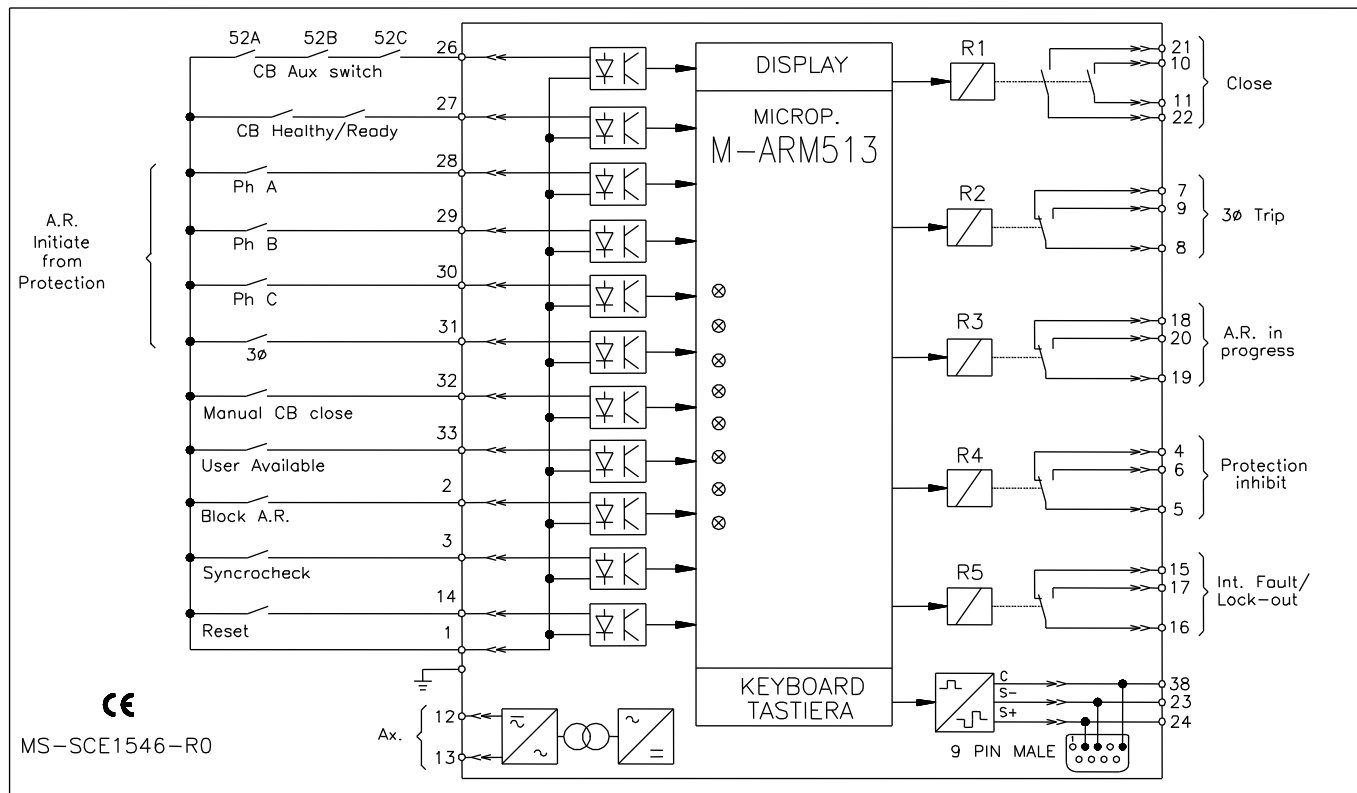 52A 52B 52C 26
CB Aux switch
27
CB Healthy/Ready
28
Ph A
29
Ph B
30
Ph C
31
3ø
32
Manual CB close
33
User Available
2
Block A.R.
3
Syncrocheck
14
Reset
1
A.R.
Initiate
from
Protection
Ax.
12
13
CE
MS-SCE1546-R0
DISPLAY
MICROP.
M-ARM513
KEYBOARD
TASTIERA
R1
21
10
11
22
Close
R2
7
9
8
3ø Trip
R3
18
20
19
A.R. in
progress
R4
4
6
5
Protection
inhibit
R5
15
17
16
Int. Fault/
Lock-out
C
38
S-
23
S+
24
9 PIN MALE
1